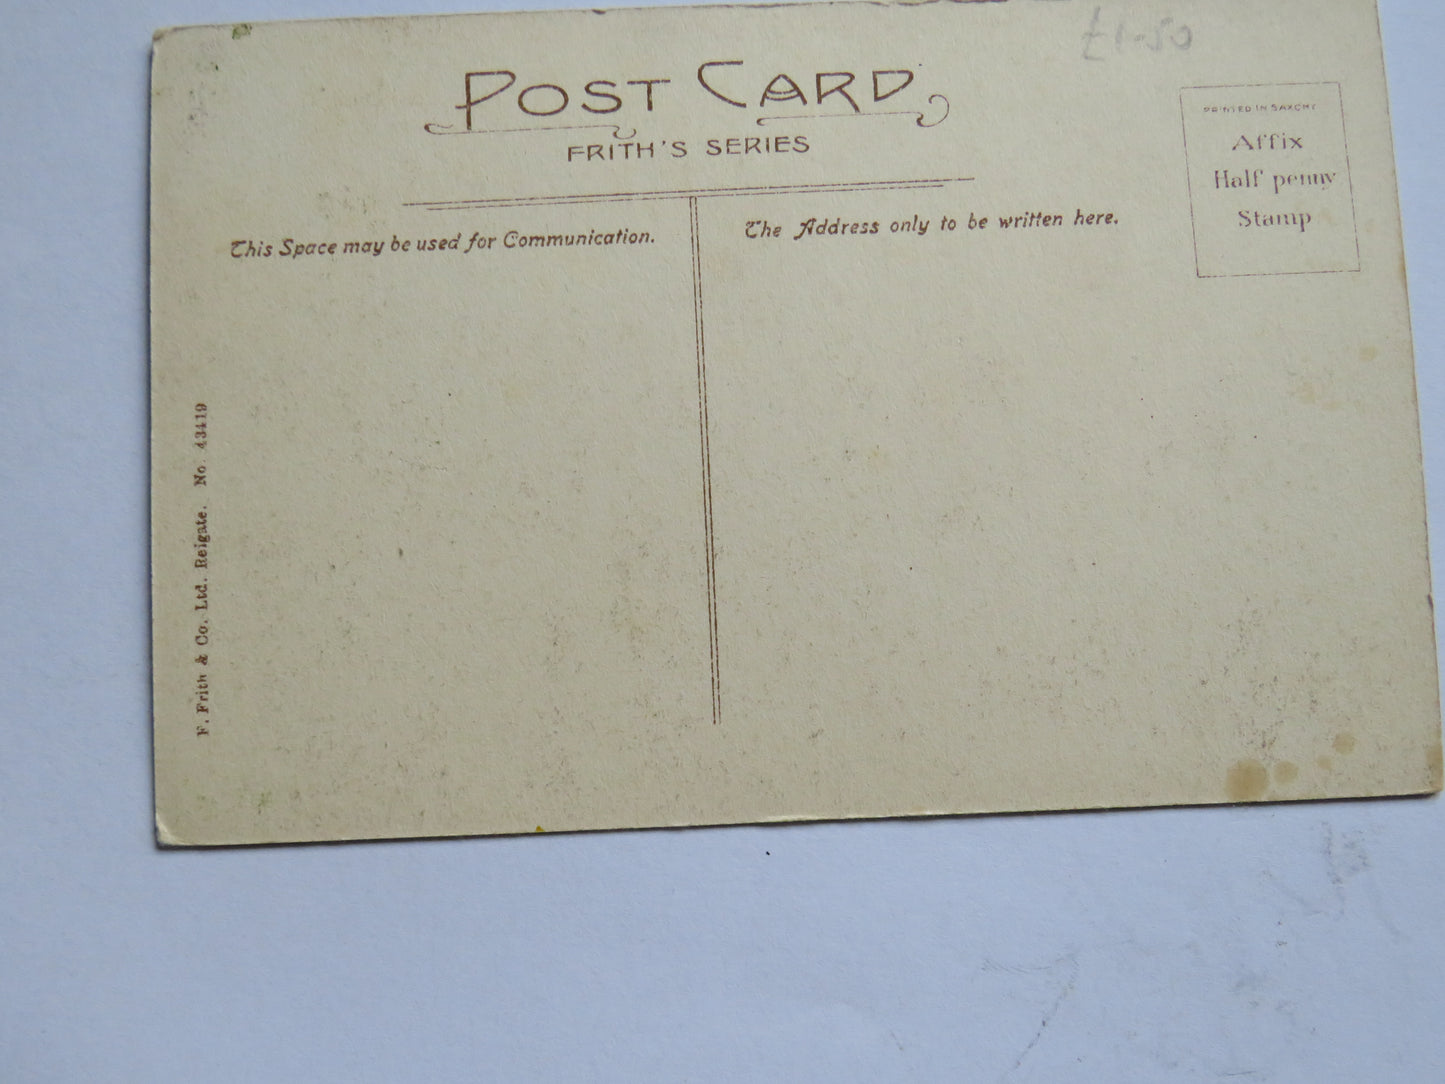 £1-50
POST CARD
FRITH'S SERIES
PRINTED IN SAXONY
Affix
Half penny
Stamp
This Space may be used for Communication.
The Address only to be written here.
F. Frith & Co. Ltd. Reigate. No. 43419